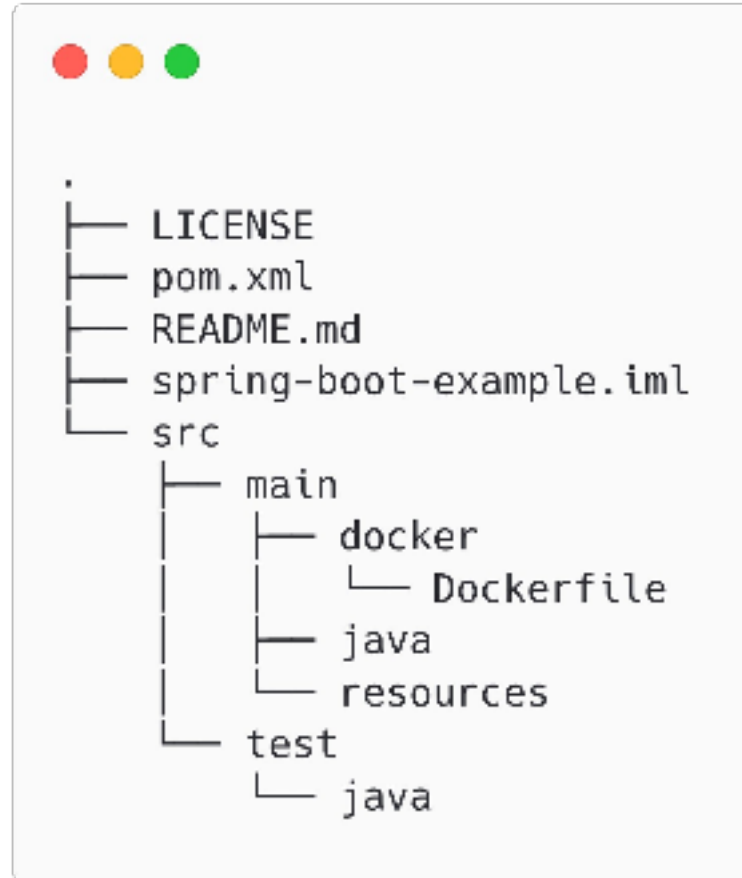 .
├── LICENSE
├── pom.xml
├── README.md
├── spring-boot-example.iml
└── src
    ├── main
    │   ├── docker
    │   │   └── Dockerfile
    │   ├── java
    │   └── resources
    └── test
        └── java